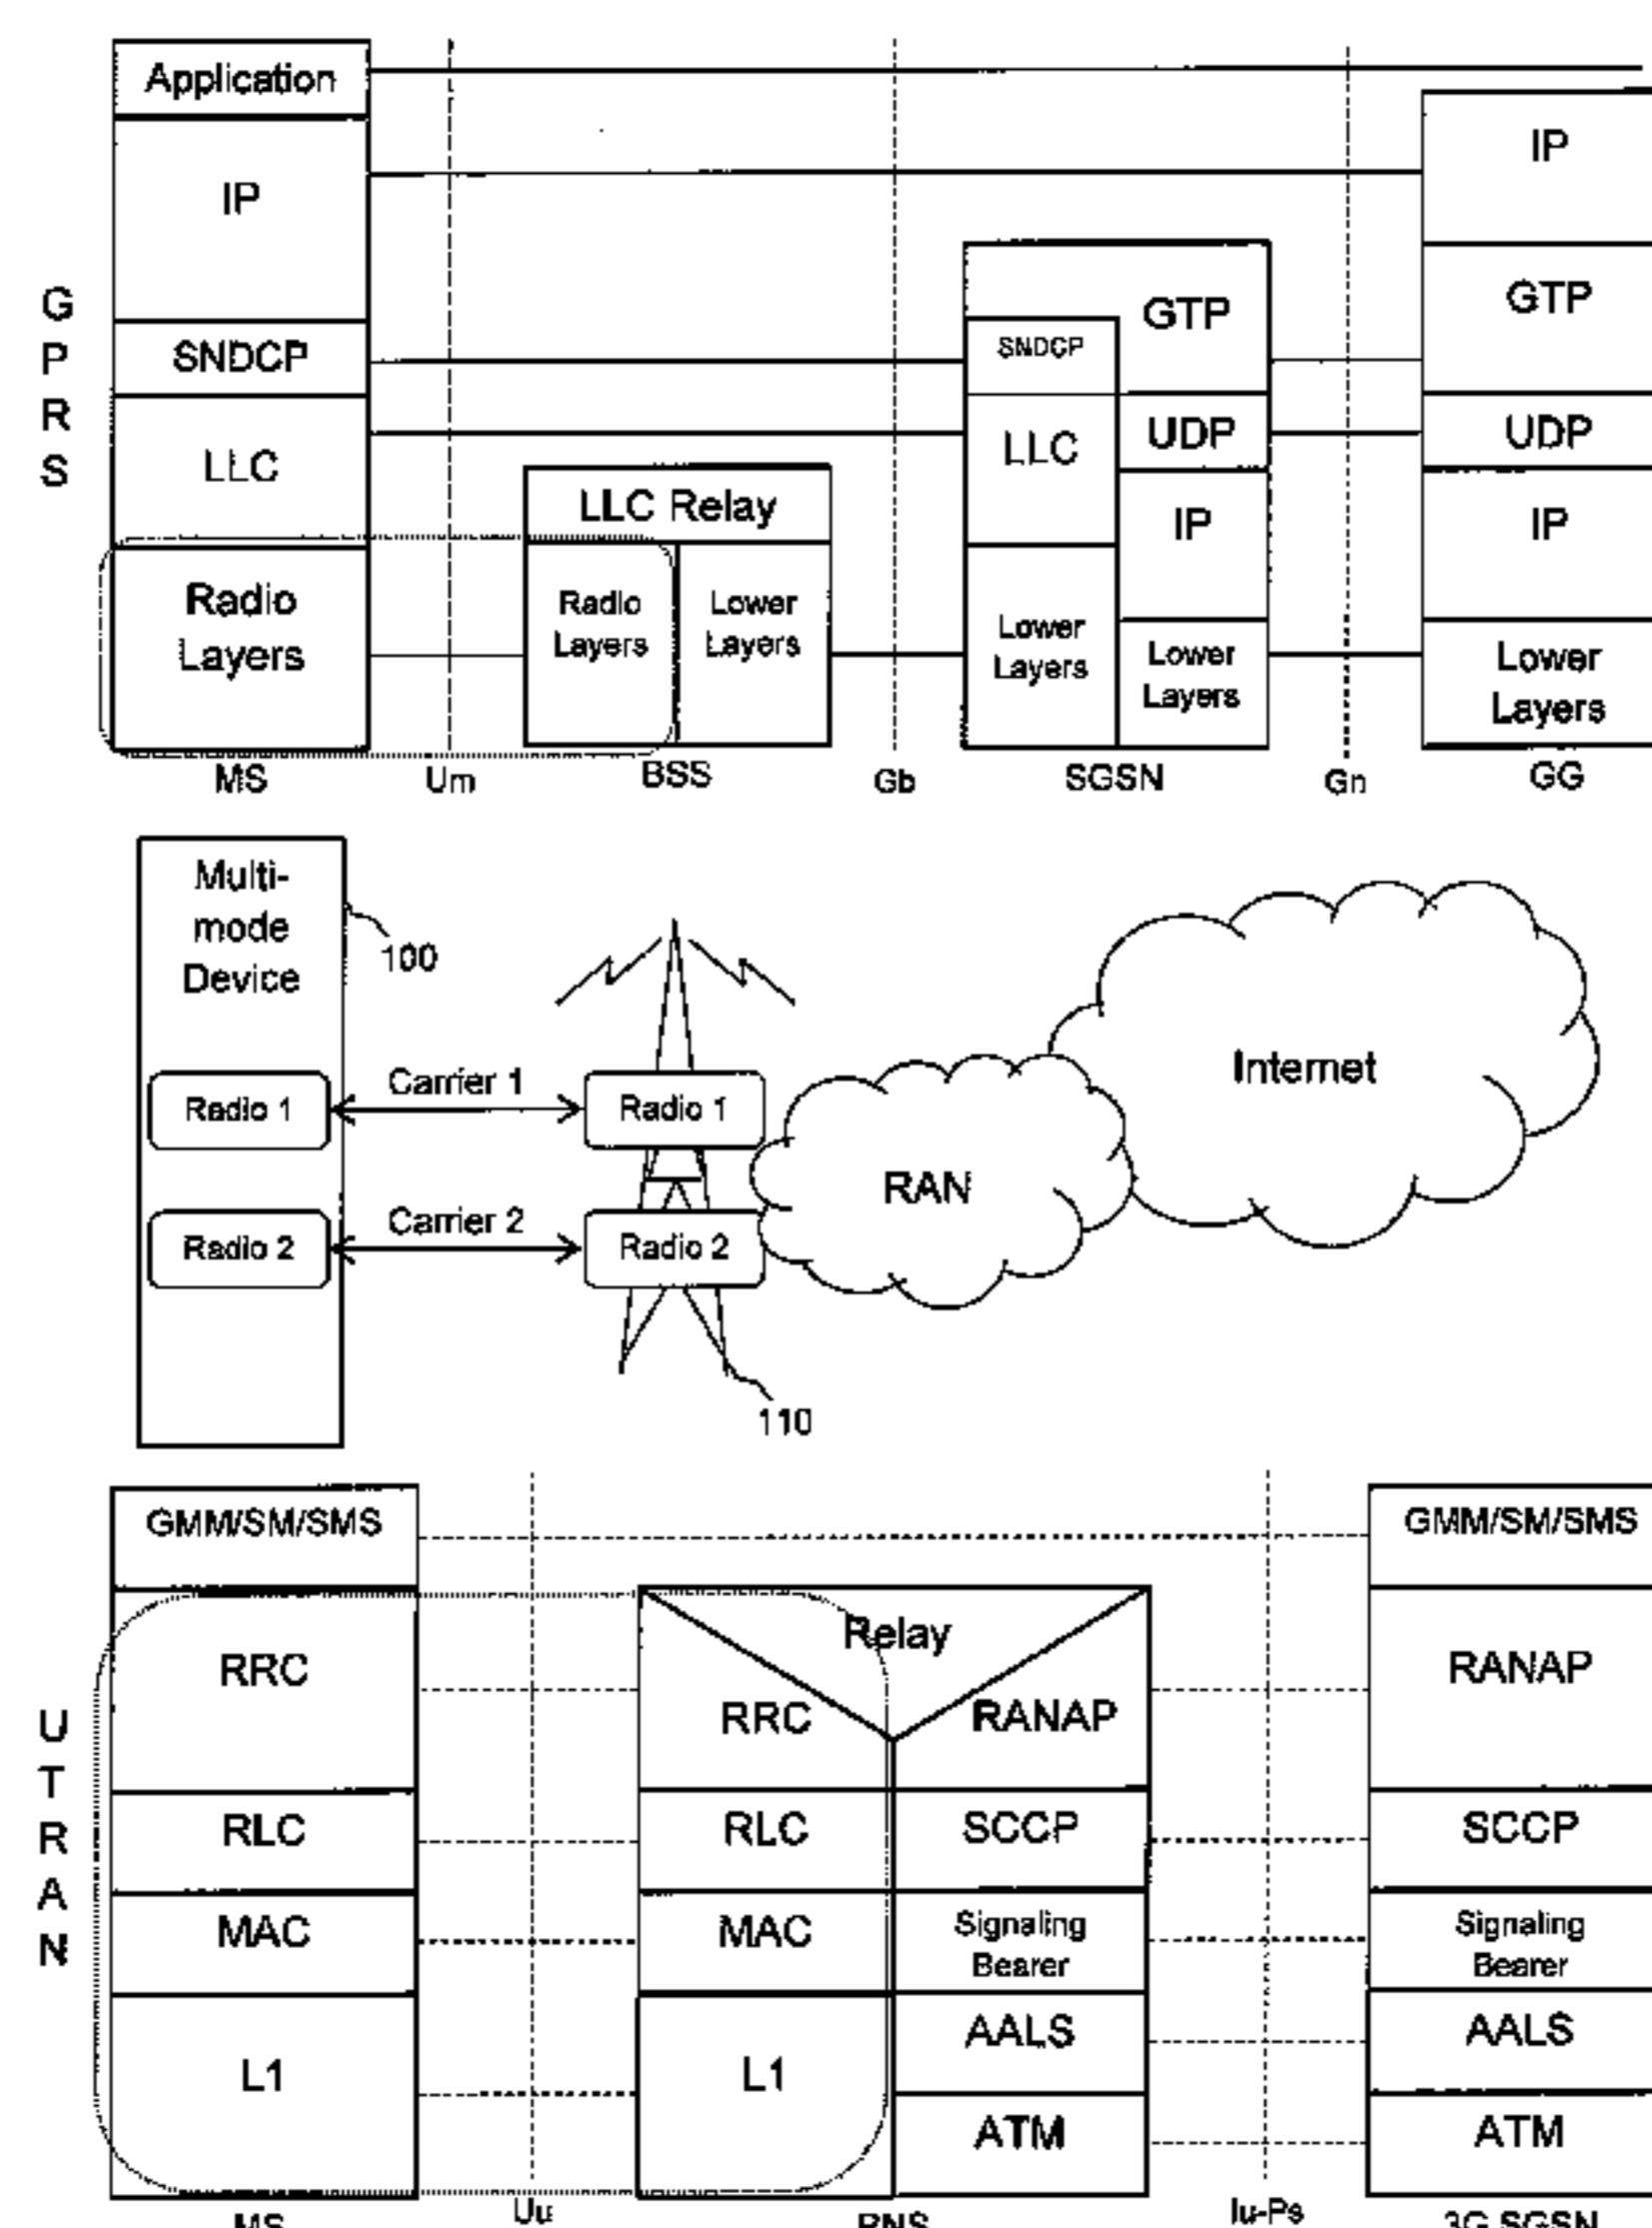 Application
IP
SNDCP
LLC
Radio
Layers
MS
Um
LLC Relay
Radio
Layers
Lower
Layers
BSS
Gb
GTP
SNDCP
LLC
UDP
IP
Lower
Layers
Lower
Layers
SGSN
Gn
IP
GTP
UDP
IP
Lower
Layers
GG
G
P
R
S
Multi-
mode
Device
100
Radio 1
Carrier 1
Radio 1
Radio 2
Carrier 2
Radio 2
110
RAN
Internet
U
T
R
A
N
GMM/SM/SMS
RRC
RLC
MAC
L1
MS
Uu
Relay
RRC
RANAP
RLC
SCCP
MAC
Signaling
Bearer
L1
AALS
ATM
RNS
Iu-Ps
GMM/SM/SMS
RANAP
SCCP
Signaling
Bearer
AALS
ATM
3G SGSN